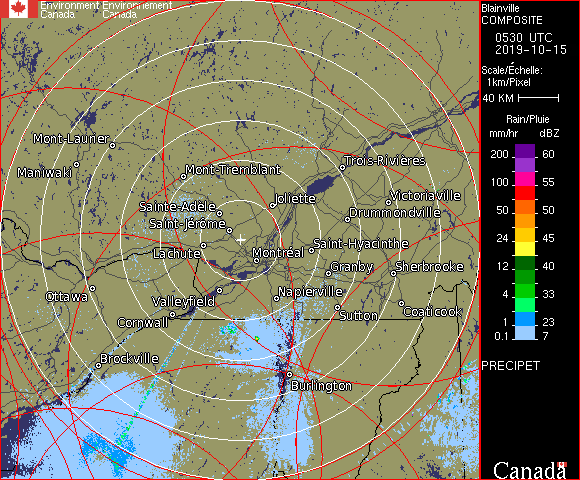 Environment Environnement
Canada Canada
Blainville
COMPOSITE
0530 UTC
2019-10-15
Scale/Échelle:
1km/Pixel
40 KM
Rain/Pluie
mm/hr dBZ
200 60
100 55
50 50
24 45
12 40
4 33
1 23
0.1 7
PRECIPET
Canada
Mont-Laurier
Maniwaki
Mont-Tremblant
Trois-Rivières
Sainte-Adele
Joliette
Victoriaville
Drummondville
Saint-Jérôme
Lachute
Montréal
Saint-Hyacinthe
Granby
Sherbrooke
Ottawa
Valleyfield
Napierville
Cornwall
Sutton
Coaticook
Brockville
Burlington